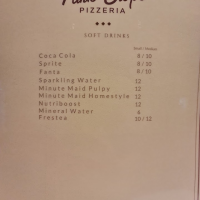 PIZZERIA
SOFT DRINKS
Coca Cola 8 / 10
Sprite 8 / 10
Fanta 8 / 10
Sparkling Water 12
Minute Maid Pulpy 12
Minute Maid Homestyle 12
Nutriboost 12
Mineral Water 6
Frestea 10 / 12